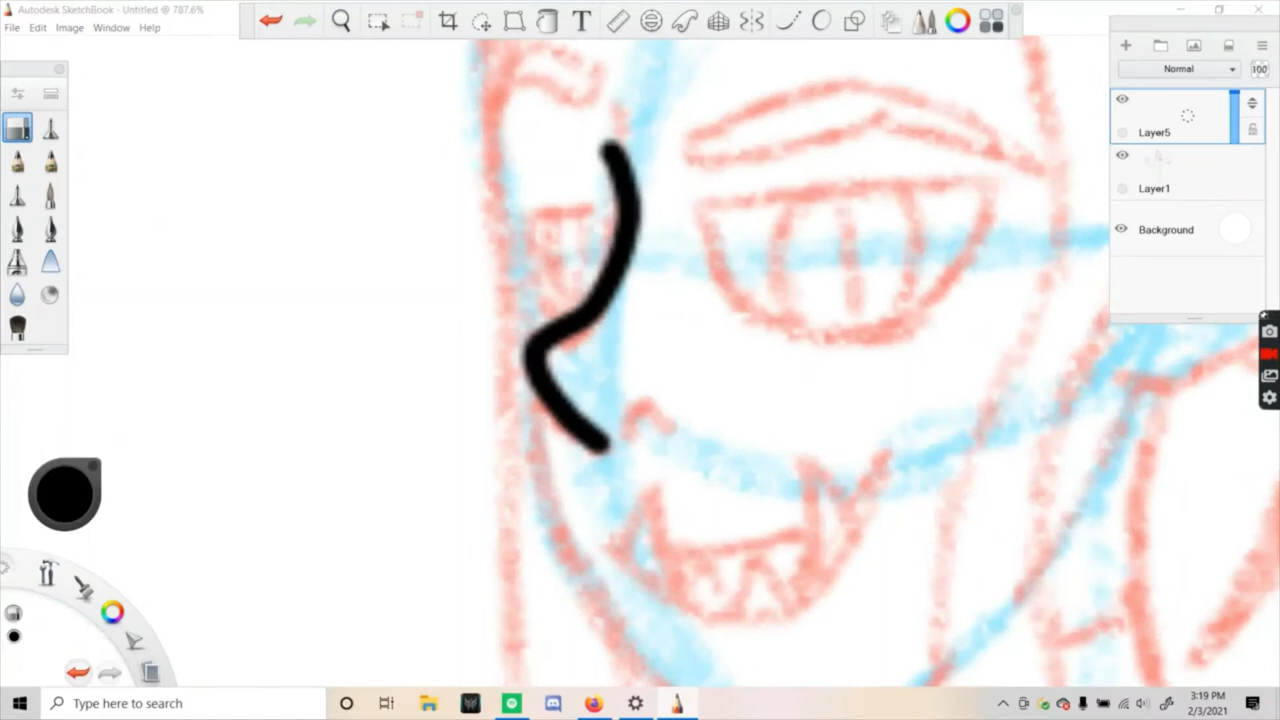 Autodesk SketchBook - Untitled @ 787.6%
File Edit Image Window Help
T
Normal 100
Layer5
Layer1
Background
Type here to search
3:19 PM
2/3/2021